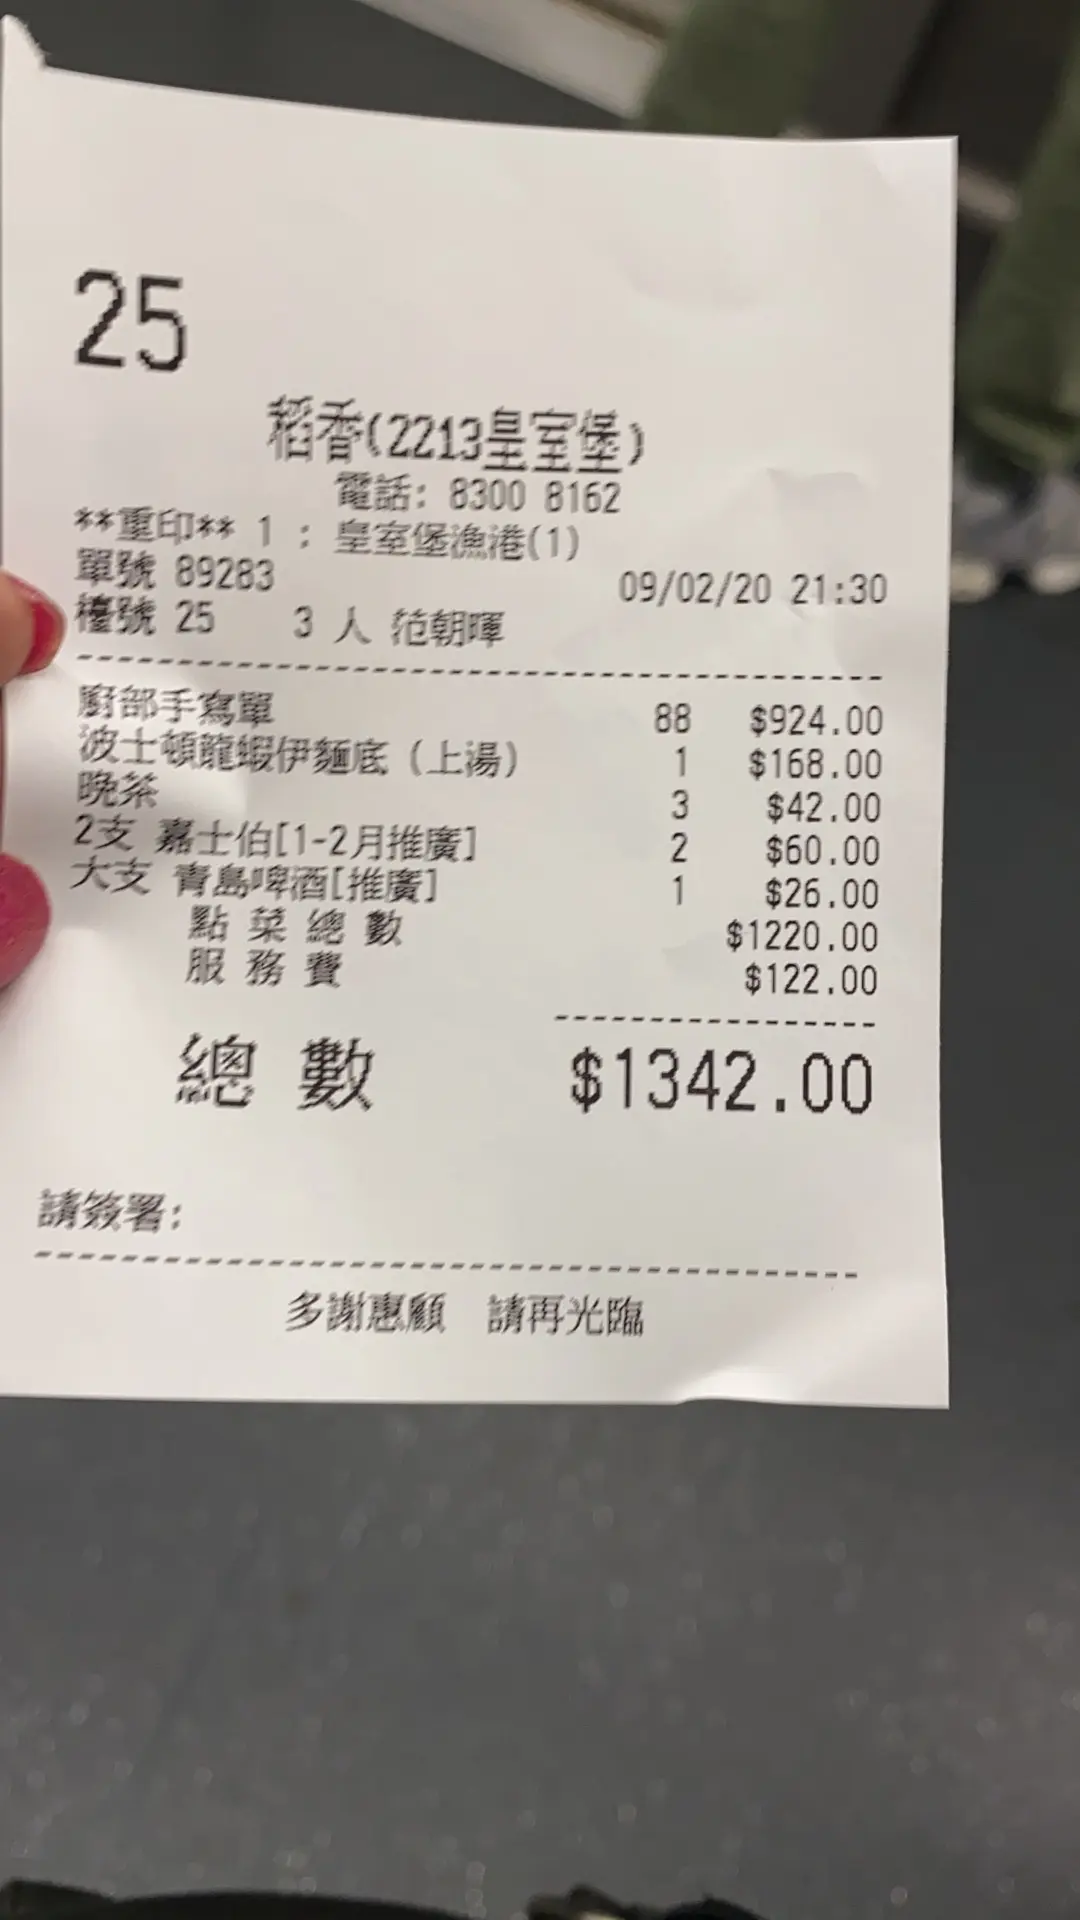 25
稻香(2213皇室堡)
電話: 8300 8162
**重印** 1 : 皇室堡漁港(1)
單號 89283 09/02/20 21:30
檯號 25 3 人 范朝暉
廚部手寫單 88 $924.00
波士頓龍蝦伊麵底 (上湯) 1 $168.00
晚茶 3 $42.00
2支 嘉士伯[1-2月推廣] 2 $60.00
大支 青島啤酒[推廣] 1 $26.00
點 菜 總 數 $1220.00
服 務 費 $122.00
總 數 $1342.00
請簽署:
多謝惠顧 請再光臨